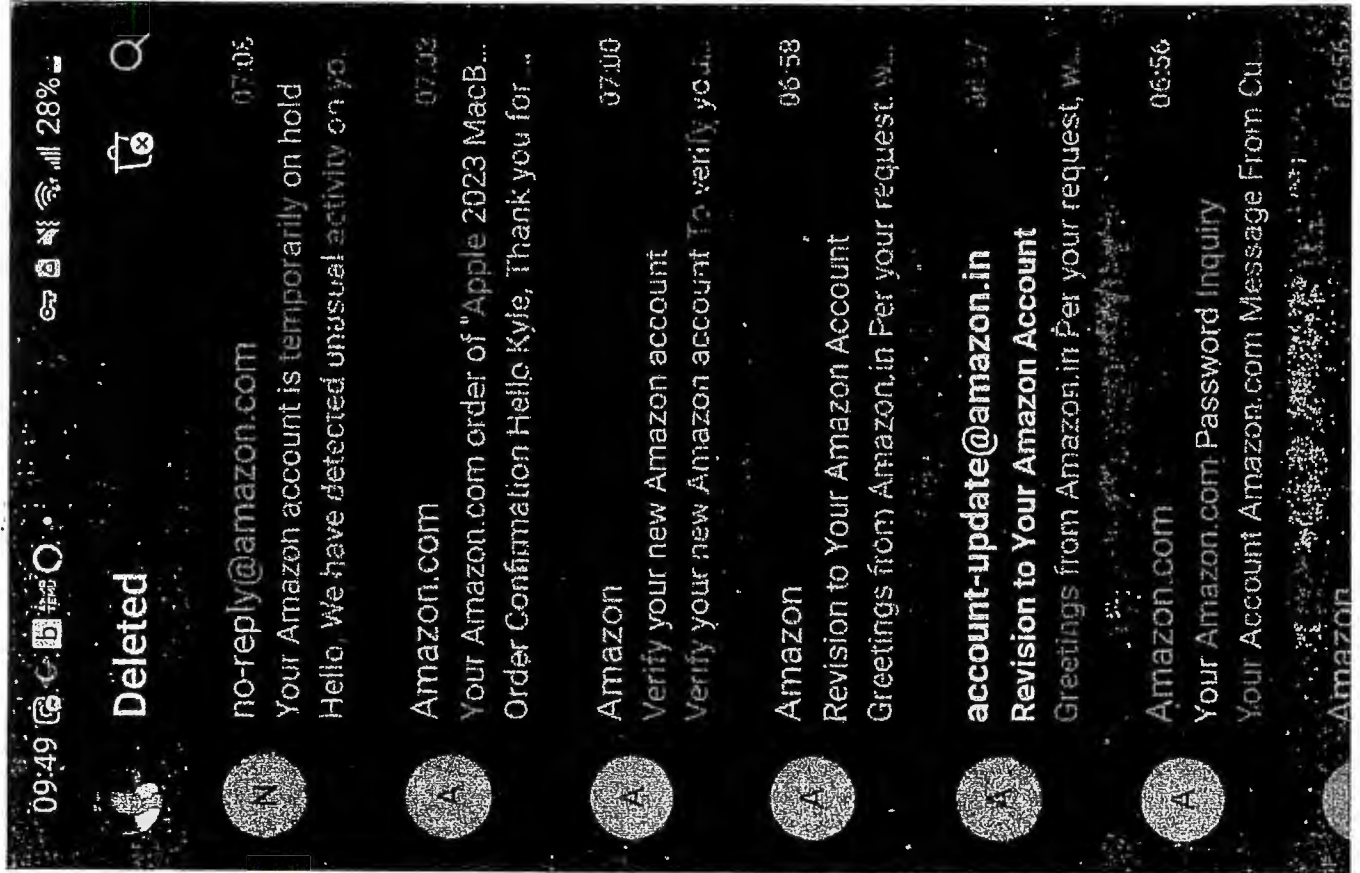 09:49
28%
Deleted
N
no-reply@amazon.com 07:05
Your Amazon account is temporarily on hold
Hello, We have detected unusual activity on yo.
A
Amazon.com 07:03
Your Amazon.com order of "Apple 2023 MacB...
Order Confirmation Hello Kyle, Thank you for ...
A
Amazon 07:00
Verify your new Amazon account
Verify your new Amazon account To verify you...
A
Amazon 06:58
Revision to Your Amazon Account
Greetings from Amazon.in Per your request. w...
A
account-update@amazon.in
Revision to Your Amazon Account
Greetings from Amazon.in Per your request, w...
A
Amazon.com 06:56
Your Amazon.com Password Inquiry
Your Account Amazon.com Message From Cu...
Amazon 06:56